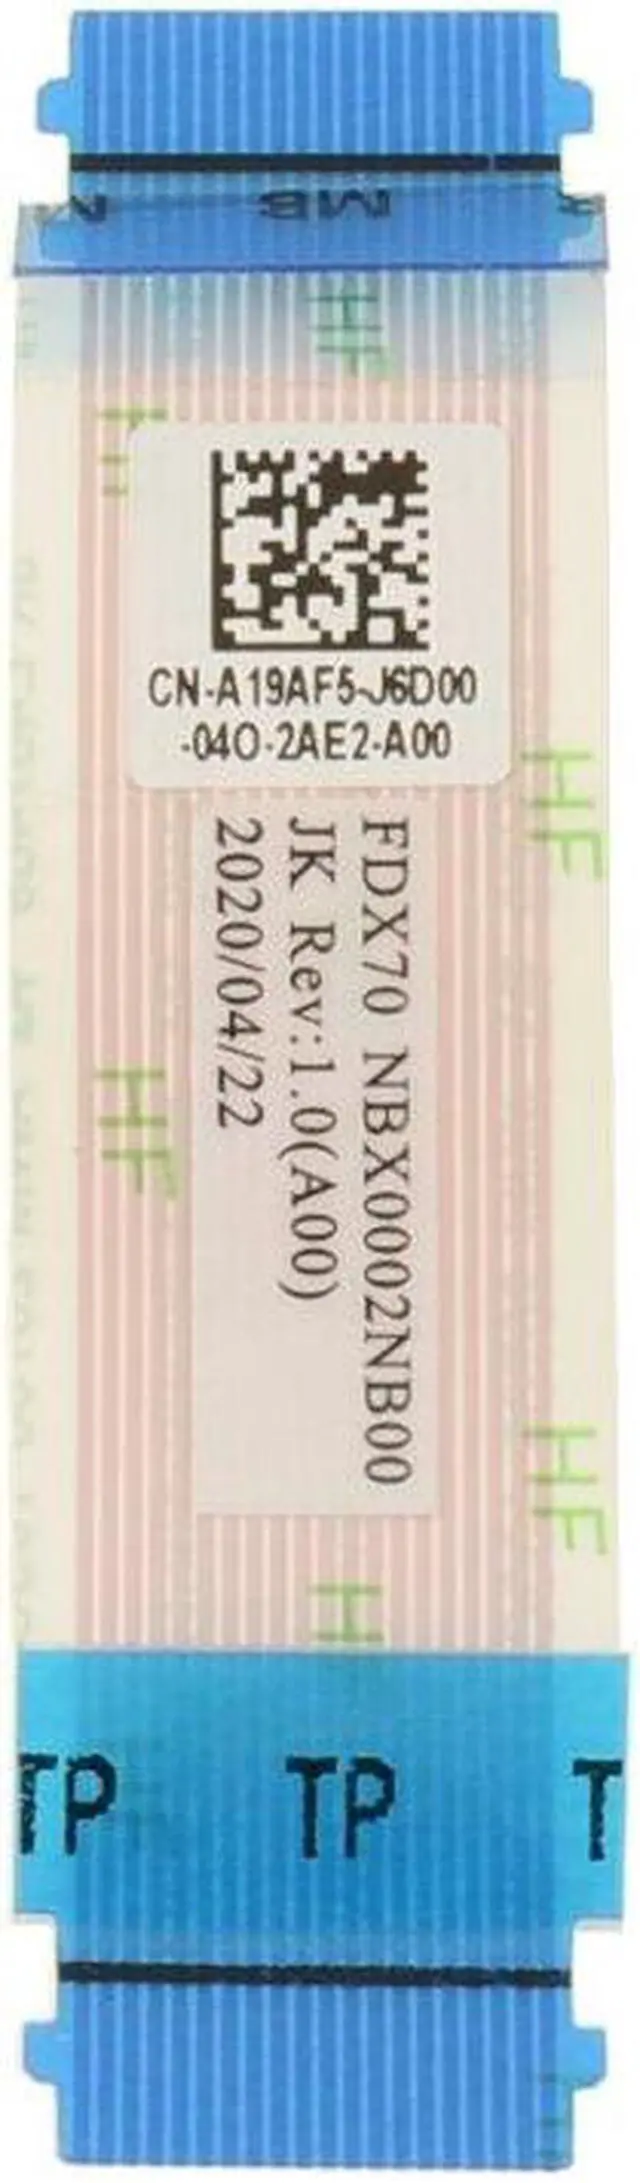 MB
HF
CN-A19AF5-J6D00
-04O-2AE2-A00
FDX70 NBX0002NB00
JK Rev:1.0(A00)
2020/04/22
HF
HF
HF
H
TP TP T